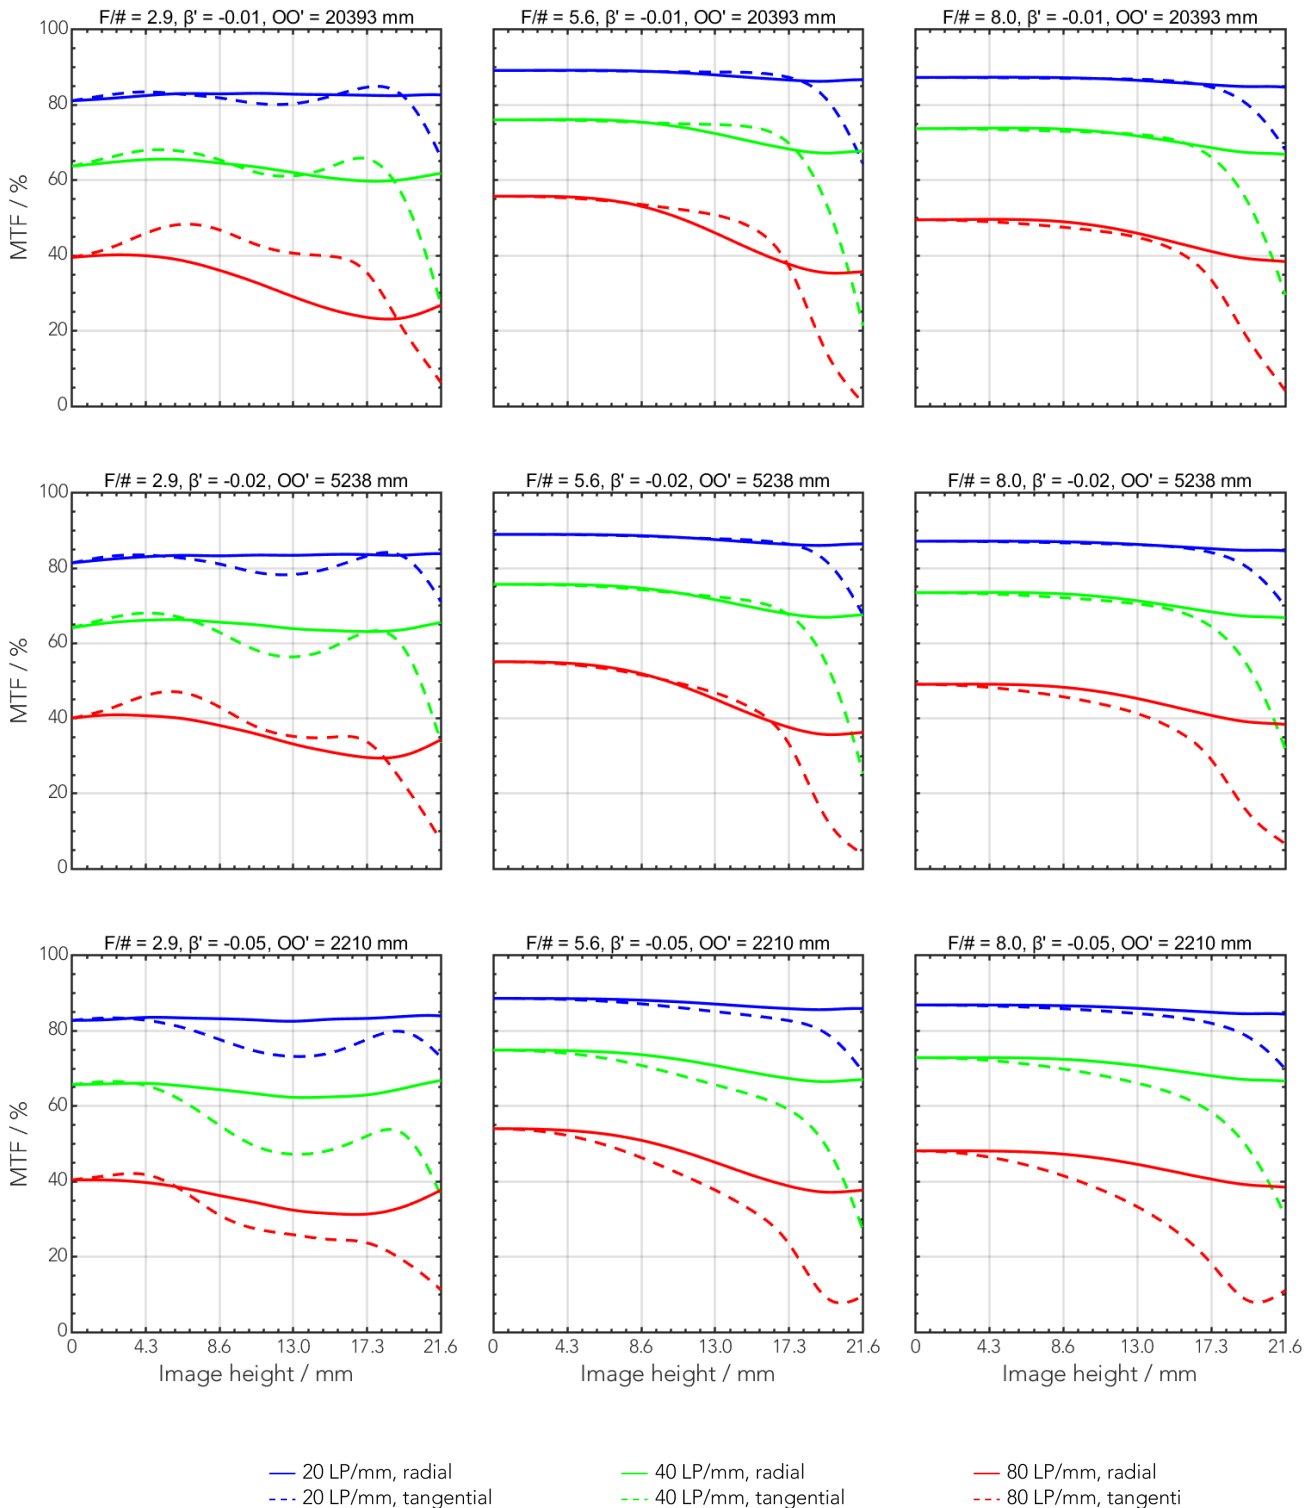 F/# = 2.9, β' = -0.01, OO' = 20393 mm
F/# = 5.6, β' = -0.01, OO' = 20393 mm
F/# = 8.0, β' = -0.01, OO' = 20393 mm
100
80
60
40
20
0
MTF / %
F/# = 2.9, β' = -0.02, OO' = 5238 mm
F/# = 5.6, β' = -0.02, OO' = 5238 mm
F/# = 8.0, β' = -0.02, OO' = 5238 mm
100
80
60
40
20
0
MTF / %
F/# = 2.9, β' = -0.05, OO' = 2210 mm
F/# = 5.6, β' = -0.05, OO' = 2210 mm
F/# = 8.0, β' = -0.05, OO' = 2210 mm
100
80
60
40
20
0
MTF / %
0 4.3 8.6 13.0 17.3 21.6
0 4.3 8.6 13.0 17.3 21.6
0 4.3 8.6 13.0 17.3 21.6
Image height / mm
Image height / mm
Image height / mm
20 LP/mm, radial
40 LP/mm, radial
80 LP/mm, radial
20 LP/mm, tangential
40 LP/mm, tangential
80 LP/mm, tangenti